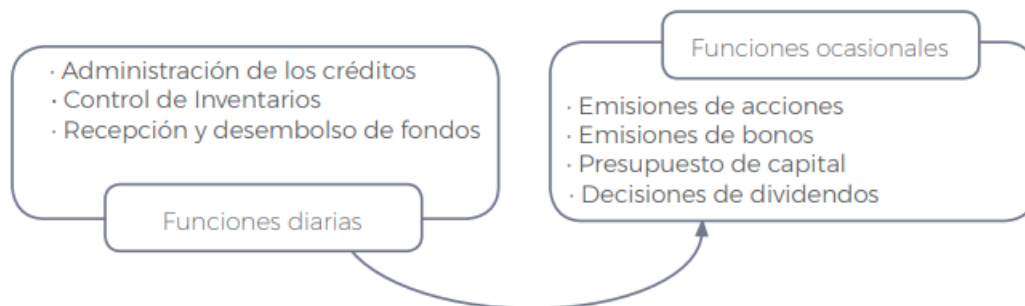 · Administración de los créditos
· Control de Inventarios
· Recepción y desembolso de fondos
Funciones diarias
Funciones ocasionales
· Emisiones de acciones
· Emisiones de bonos
· Presupuesto de capital
· Decisiones de dividendos